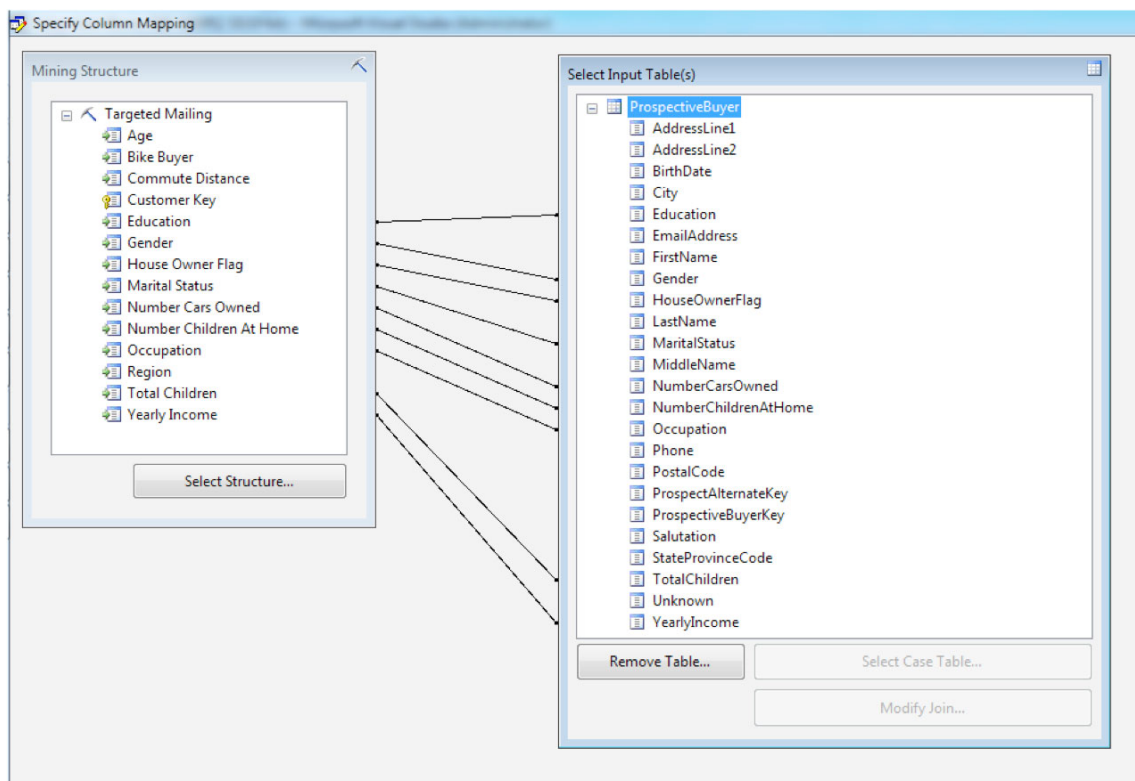 Specify Column Mapping
Mining Structure
Targeted Mailing
Age
Bike Buyer
Commute Distance
Customer Key
Education
Gender
House Owner Flag
Marital Status
Number Cars Owned
Number Children At Home
Occupation
Region
Total Children
Yearly Income
Select Structure...
Select Input Table(s)
ProspectiveBuyer
AddressLine1
AddressLine2
BirthDate
City
Education
EmailAddress
FirstName
Gender
HouseOwnerFlag
LastName
MaritalStatus
MiddleName
NumberCarsOwned
NumberChildrenAtHome
Occupation
Phone
PostalCode
ProspectAlternateKey
ProspectiveBuyerKey
Salutation
StateProvinceCode
TotalChildren
Unknown
YearlyIncome
Remove Table...
Select Case Table...
Modify Join...